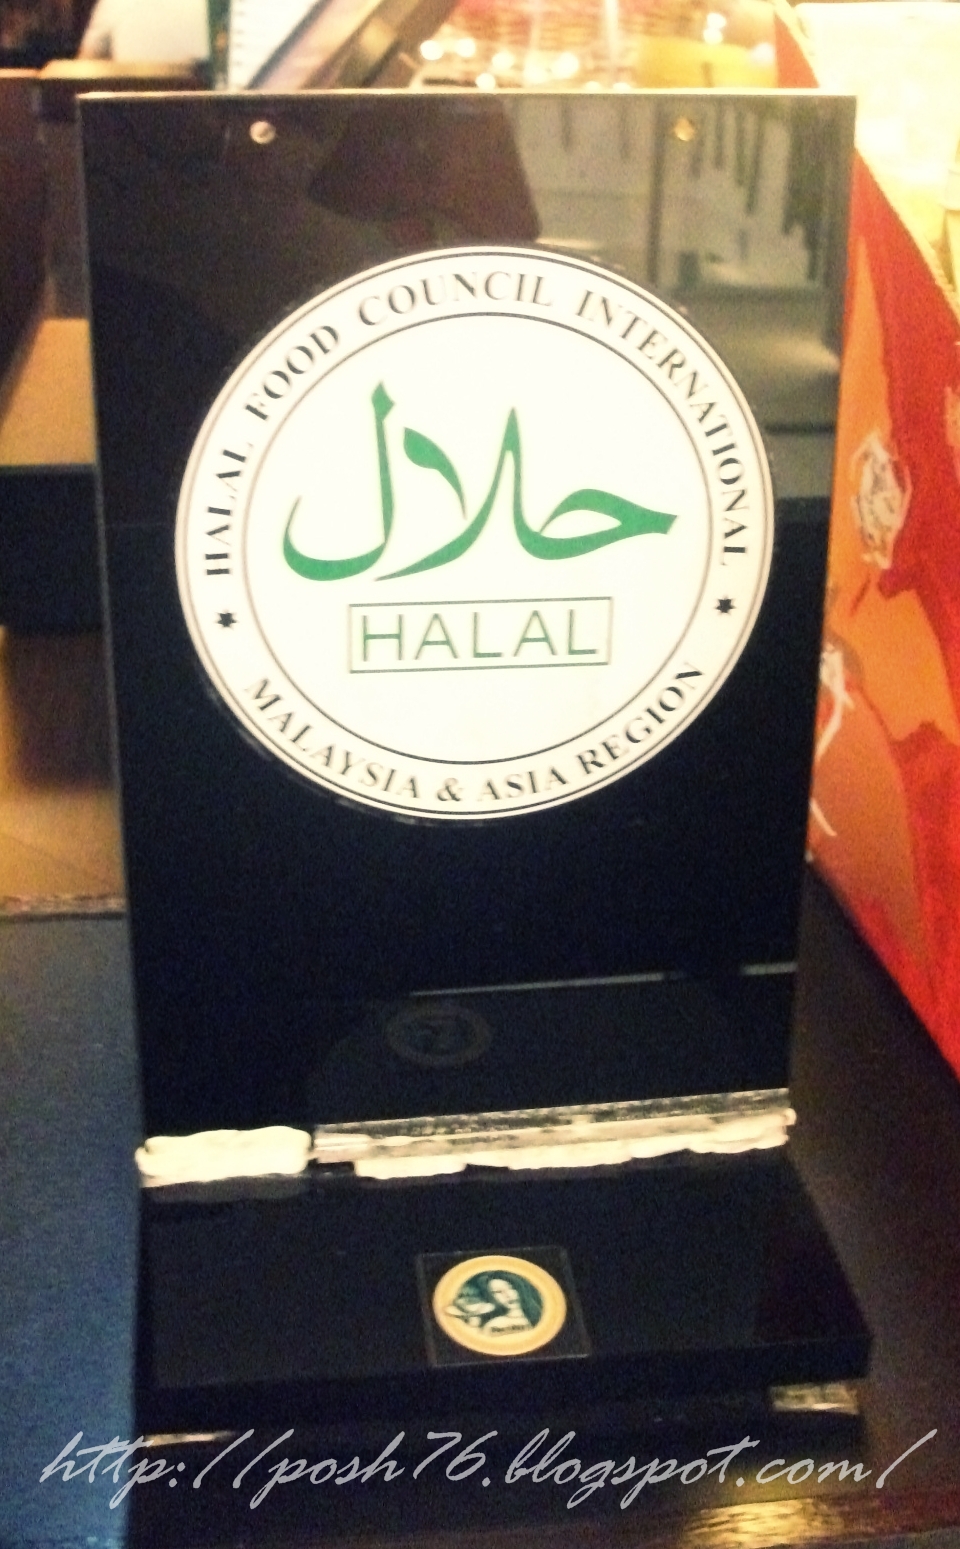 HALAL FOOD COUNCIL INTERNATIONAL
حلال
HALAL
MALAYSIA & ASIA REGION
http://posh76.blogspot.com/